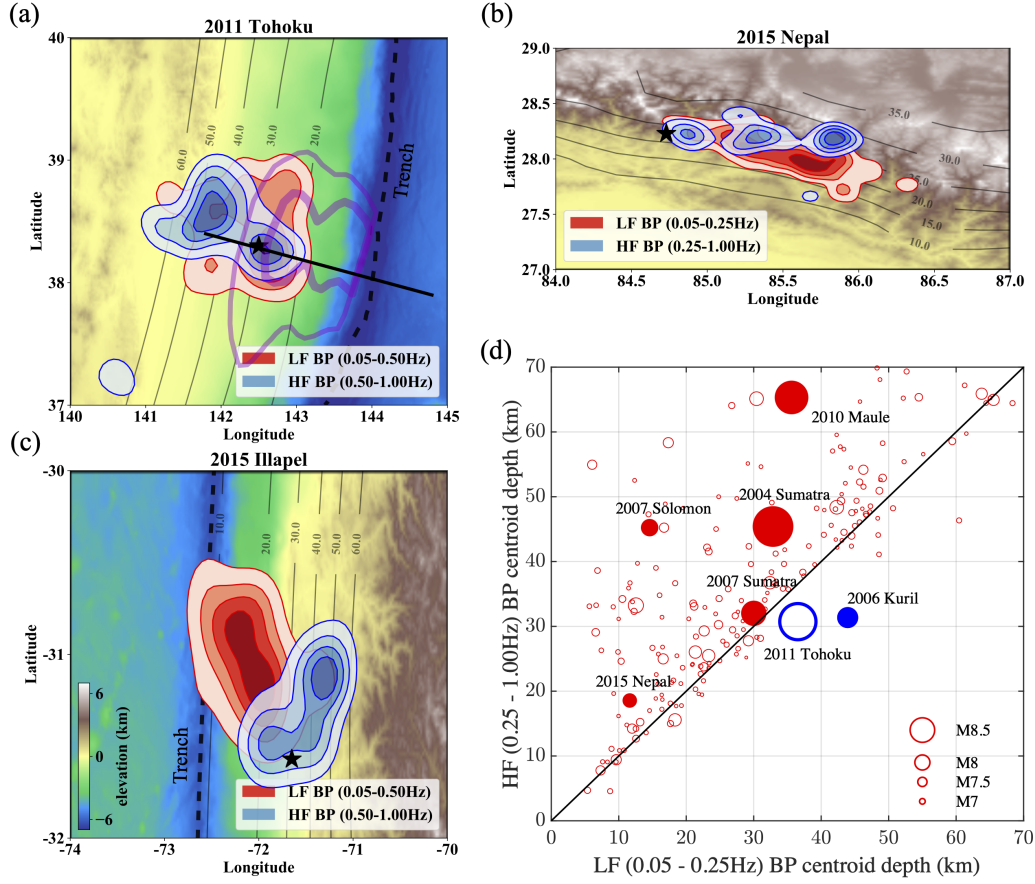 (a)
2011 Tohoku
40
39
38
37
Latitude
60.0
50.0
40.0
30.0
20.0
Trench
LF BP (0.05-0.50Hz)
HF BP (0.50-1.00Hz)
140
141
142
143
144
145
Longitude
(b)
2015 Nepal
29.0
28.5
28.0
27.5
27.0
Latitude
35.0
30.0
25.0
20.0
15.0
10.0
LF BP (0.05-0.25Hz)
HF BP (0.25-1.00Hz)
84.0
84.5
85.0
85.5
86.0
86.5
87.0
Longitude
(c)
2015 Illapel
-30
-31
-32
Latitude
10.0
20.0
30.0
40.0
50.0
60.0
Trench
6
0
−6
elevation (km)
LF BP (0.05-0.50Hz)
HF BP (0.50-1.00Hz)
-74
-73
-72
-71
-70
Longitude
(d)
70
60
50
40
30
20
10
0
HF (0.25 - 1.00Hz) BP centroid depth (km)
2010 Maule
2004 Sumatra
2007 Solomon
2007 Sumatra
2006 Kuril
2011 Tohoku
2015 Nepal
M8.5
M8
M7.5
M7
0
10
20
30
40
50
60
70
LF (0.05 - 0.25Hz) BP centroid depth (km)